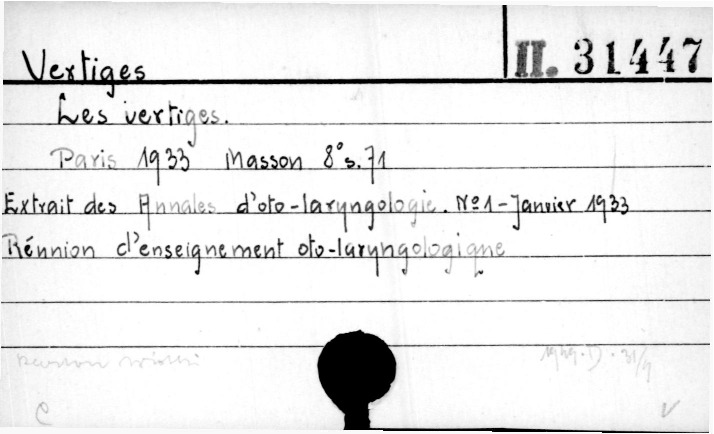 Vertiges II. 31447
Les vertiges.
Paris 1933 Masson 8° s. 71
Extrait des Annales d'oto-laryngologie. Nº1-Janvier 1933
Réunion d'enseignement oto-laryngologique